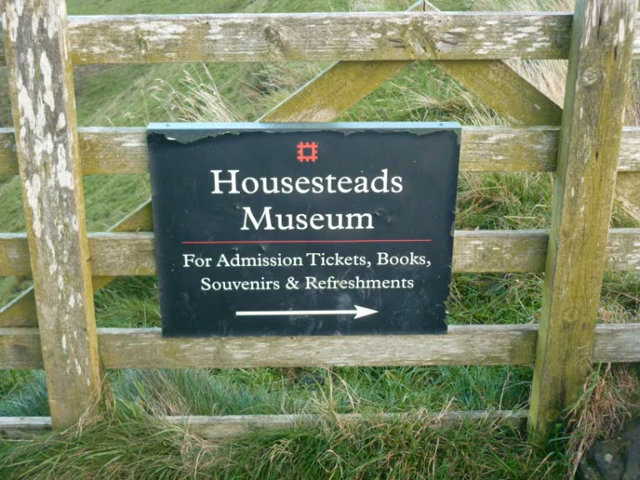 Housesteads
Museum
For Admission Tickets, Books,
Souvenirs & Refreshments